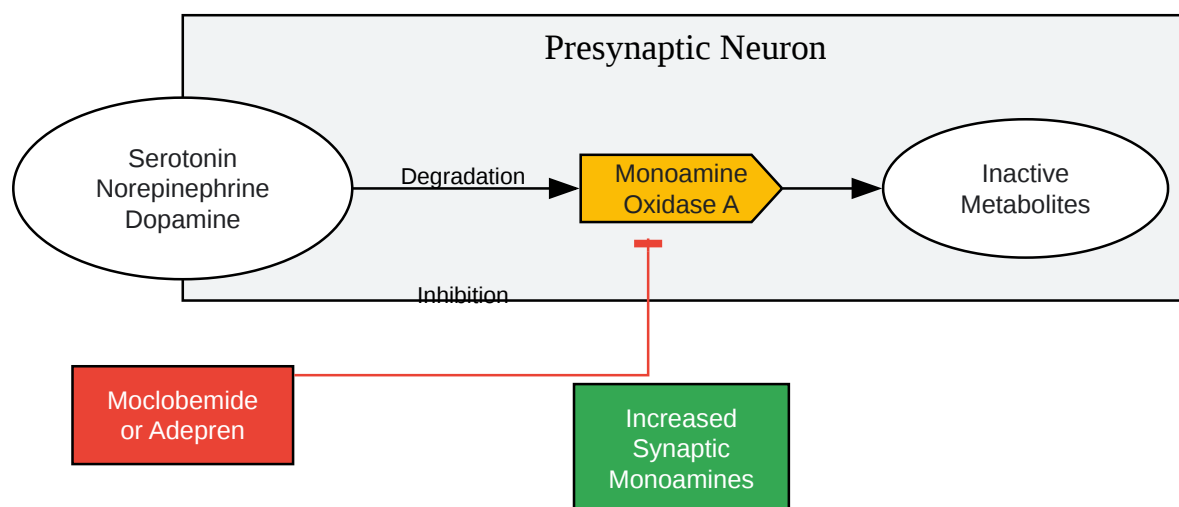 Presynaptic Neuron
Serotonin
Norepinephrine
Dopamine
Degradation
Monoamine
Oxidase A
Inactive
Metabolites
Inhibition
Moclobemide
or Adepren
Increased
Synaptic
Monoamines